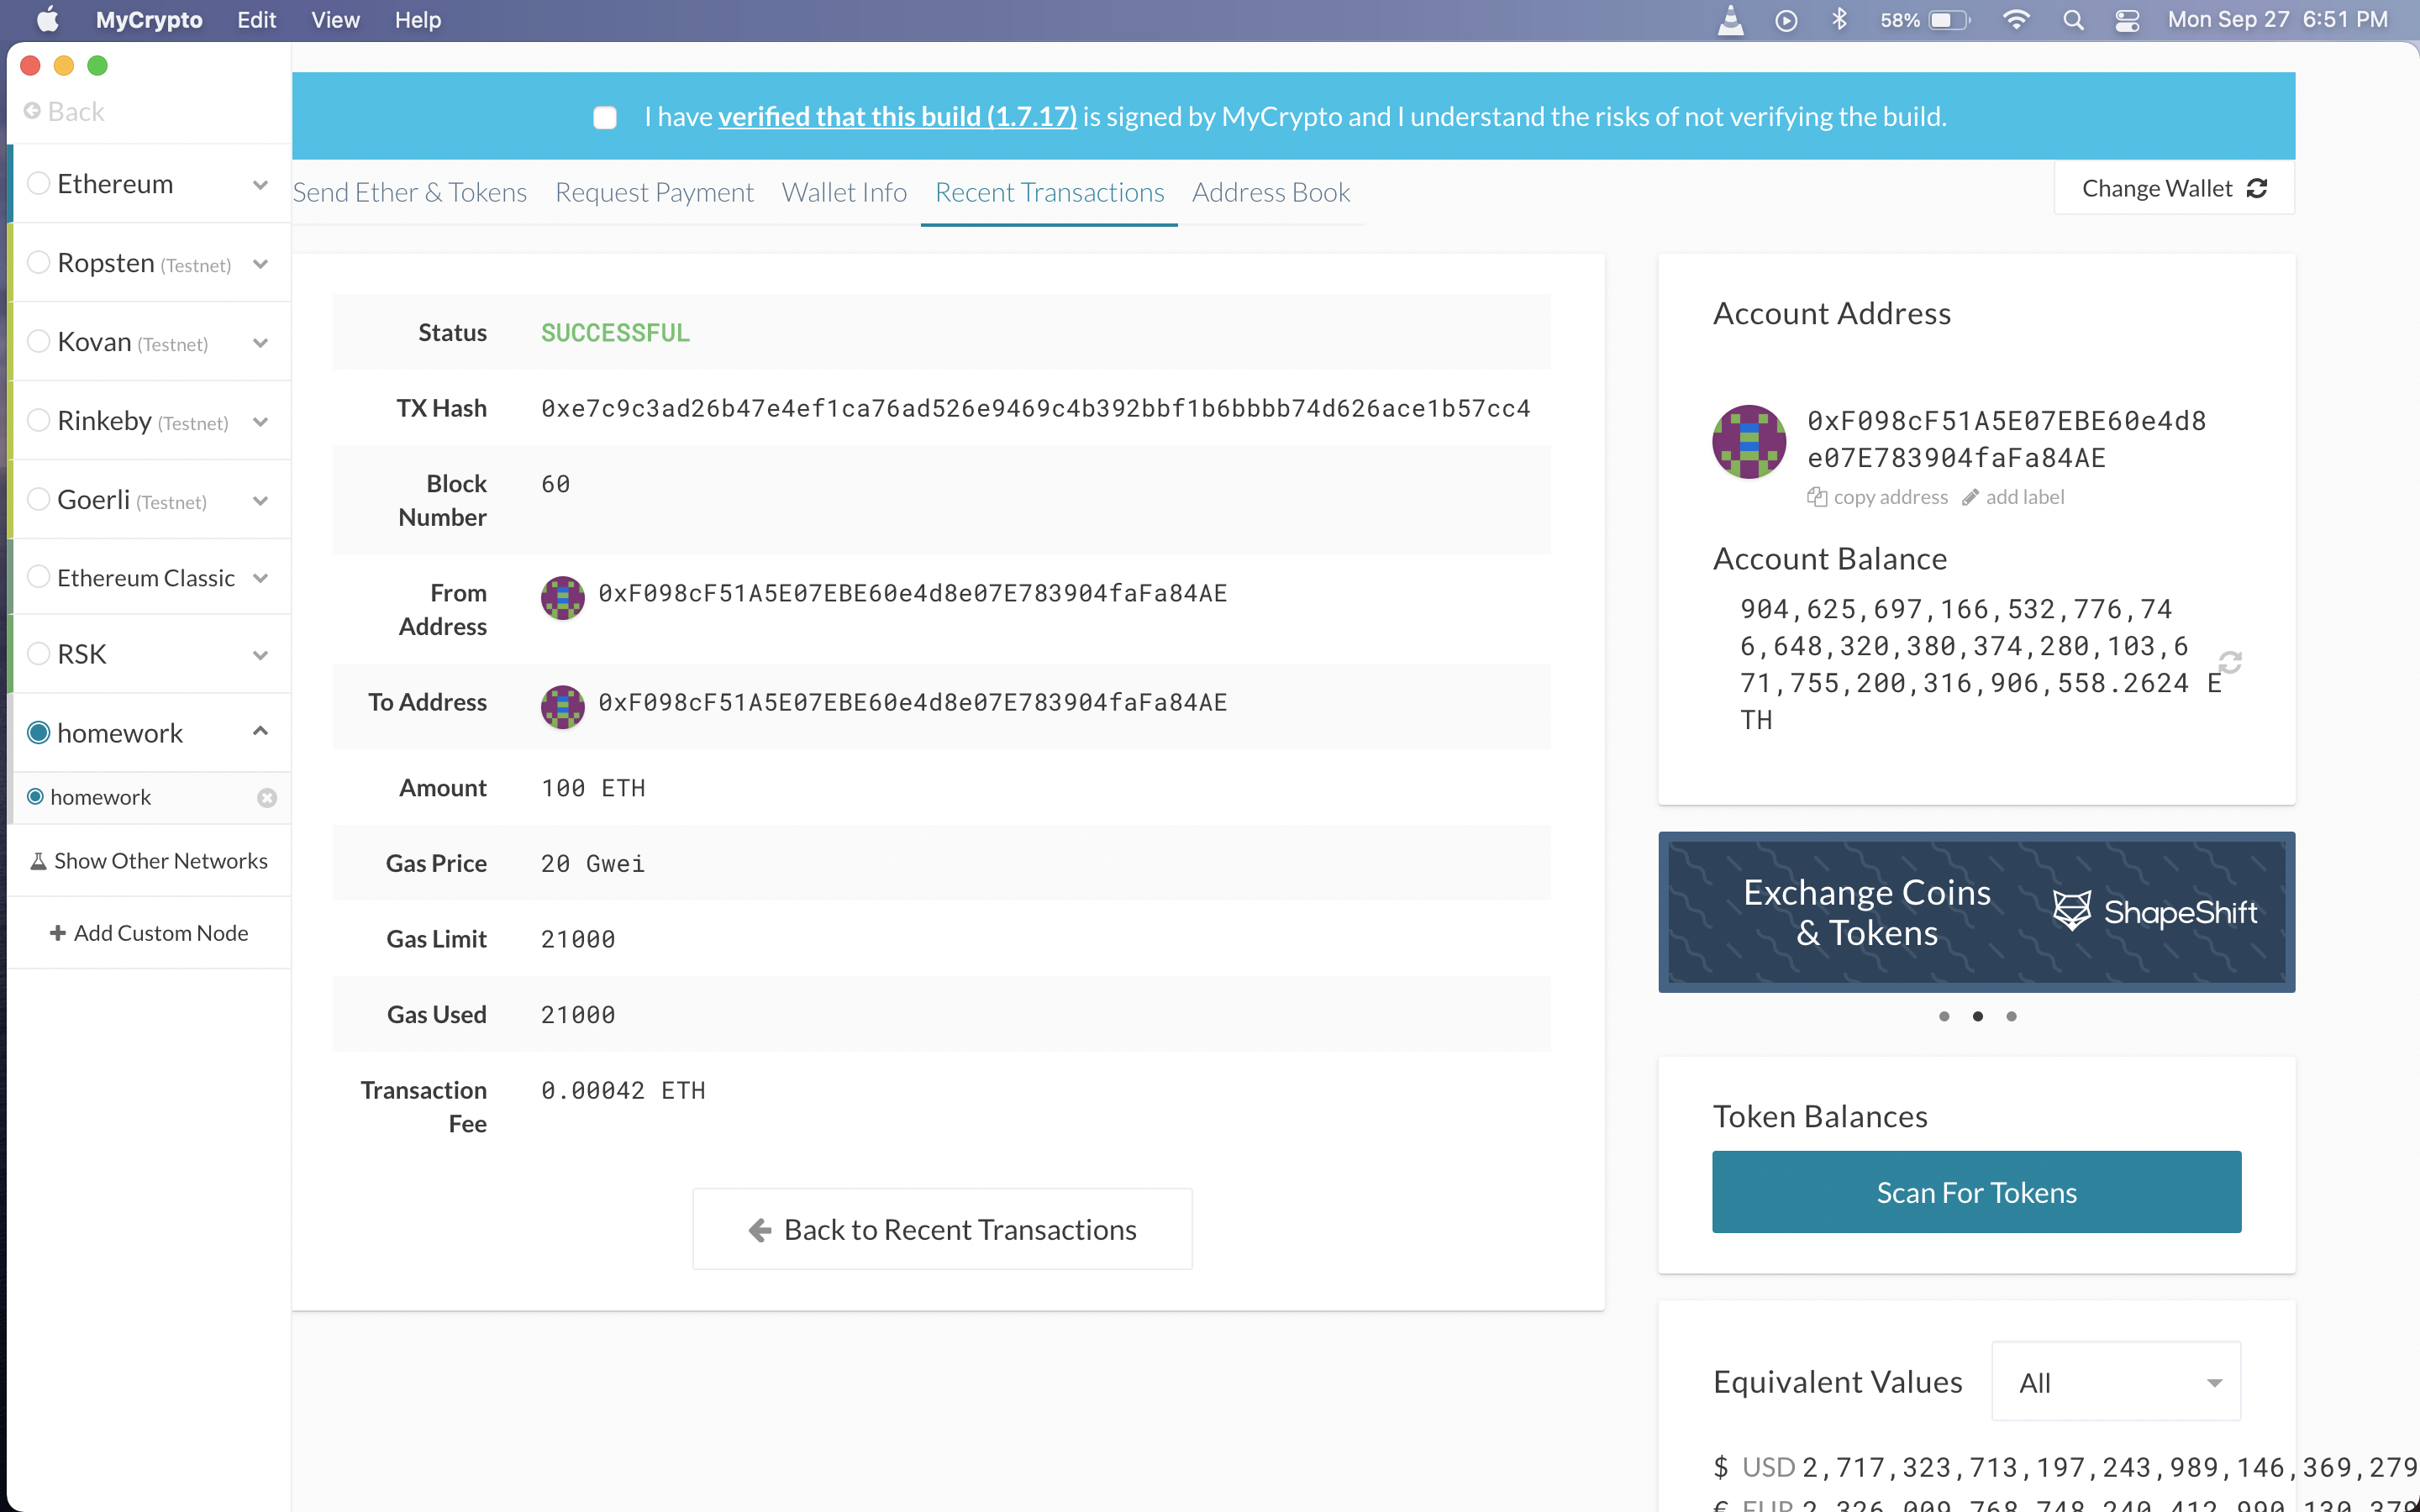 MyCrypto Edit View Help 58% Mon Sep 27 6:51 PM
Back
I have verified that this build (1.7.17) is signed by MyCrypto and I understand the risks of not verifying the build.
Ethereum
Ropsten (Testnet)
Kovan (Testnet)
Rinkeby (Testnet)
Goerli (Testnet)
Ethereum Classic
RSK
homework
homework
Show Other Networks
Add Custom Node
Send Ether & Tokens Request Payment Wallet Info Recent Transactions Address Book
Change Wallet
Status SUCCESSFUL
TX Hash 0xe7c9c3ad26b47e4ef1ca76ad526e9469c4b392bbf1b6bbbb74d626ace1b57cc4
Block 60
Number
From 0xF098cF51A5E07EBE60e4d8e07E783904faFa84AE
Address
To Address 0xF098cF51A5E07EBE60e4d8e07E783904faFa84AE
Amount 100 ETH
Gas Price 20 Gwei
Gas Limit 21000
Gas Used 21000
Transaction 0.00042 ETH
Fee
Back to Recent Transactions
Account Address
0xF098cF51A5E07EBE60e4d8
e07E783904faFa84AE
copy address add label
Account Balance
904,625,697,166,532,776,74
6,648,320,380,374,280,103,6
71,755,200,316,906,558.2624 E
TH
Exchange Coins
& Tokens
ShapeShift
Token Balances
Scan For Tokens
Equivalent Values All
$ USD 2,717,323,713,197,243,989,146,369,279
€ EUR 2,326,009,768,748,240,412,990,130,379